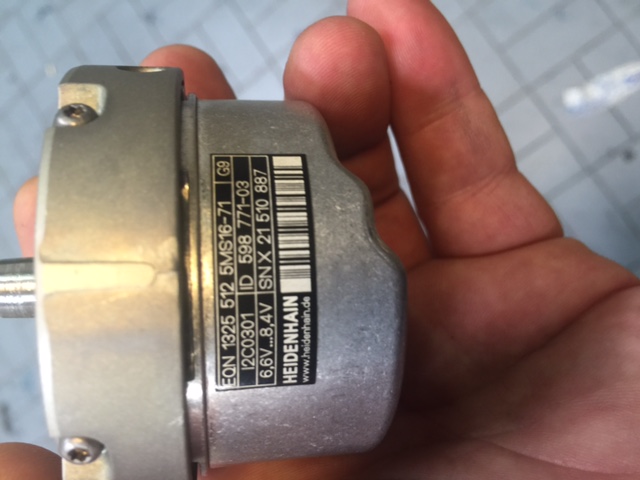 EQN 1325 512 5MS16-71 G9
I2C0301 ID 598 771-03
6,6V...8,4V SN X 21 510 887
HEIDENHAIN
www.heidenhain.de